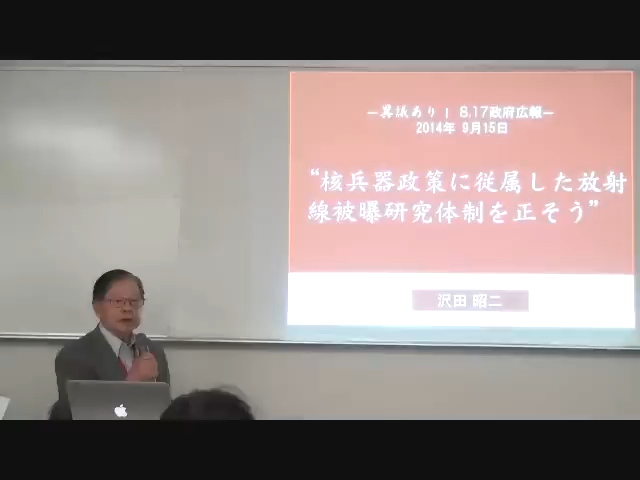 －異議あり！ 8.17政府広報－
2014年 9月15日
“核兵器政策に従属した放射
線被曝研究体制を正そう”
沢田 昭二